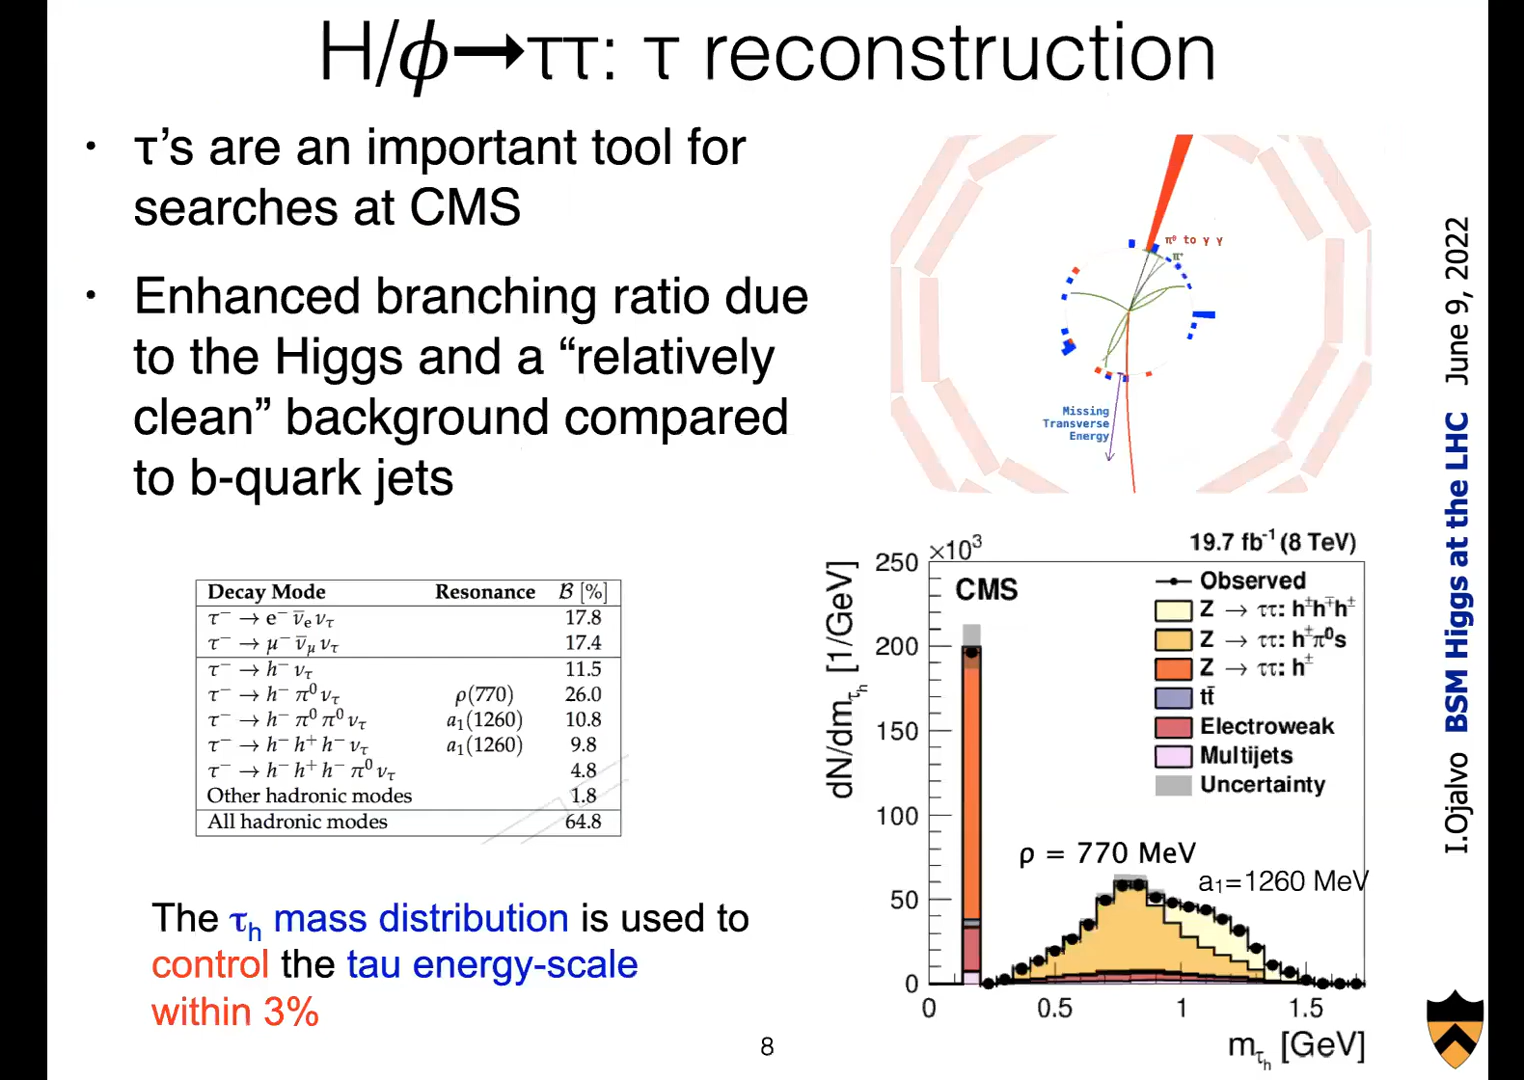 H/ϕ→ττ: τ reconstruction
• τ’s are an important tool for
searches at CMS
• Enhanced branching ratio due
to the Higgs and a “relatively
clean” background compared
to b-quark jets
π⁰ to γ γ
π⁺
Missing
Transverse
Energy
Decay Mode Resonance ℬ [%]
τ⁻ → e⁻ ν̅ₑ ν_τ 17.8
τ⁻ → μ⁻ ν̅_μ ν_τ 17.4
τ⁻ → h⁻ ν_τ 11.5
τ⁻ → h⁻ π⁰ ν_τ ρ(770) 26.0
τ⁻ → h⁻ π⁰ π⁰ ν_τ a₁(1260) 10.8
τ⁻ → h⁻ h⁺ h⁻ ν_τ a₁(1260) 9.8
τ⁻ → h⁻ h⁺ h⁻ π⁰ ν_τ 4.8
Other hadronic modes 1.8
All hadronic modes 64.8
The τ_h mass distribution is used to
control the tau energy-scale
within 3%
×10³
19.7 fb⁻¹ (8 TeV)
CMS
Observed
Z → ττ: h±h∓h±
Z → ττ: h±π⁰s
Z → ττ: h±
tt̅
Electroweak
Multijets
Uncertainty
ρ = 770 MeV
a₁=1260 MeV
dN/dm_τ_h [1/GeV]
250
200
150
100
50
0
0 0.5 1 1.5
m_τ_h [GeV]
8
I.Ojalvo BSM Higgs at the LHC June 9, 2022